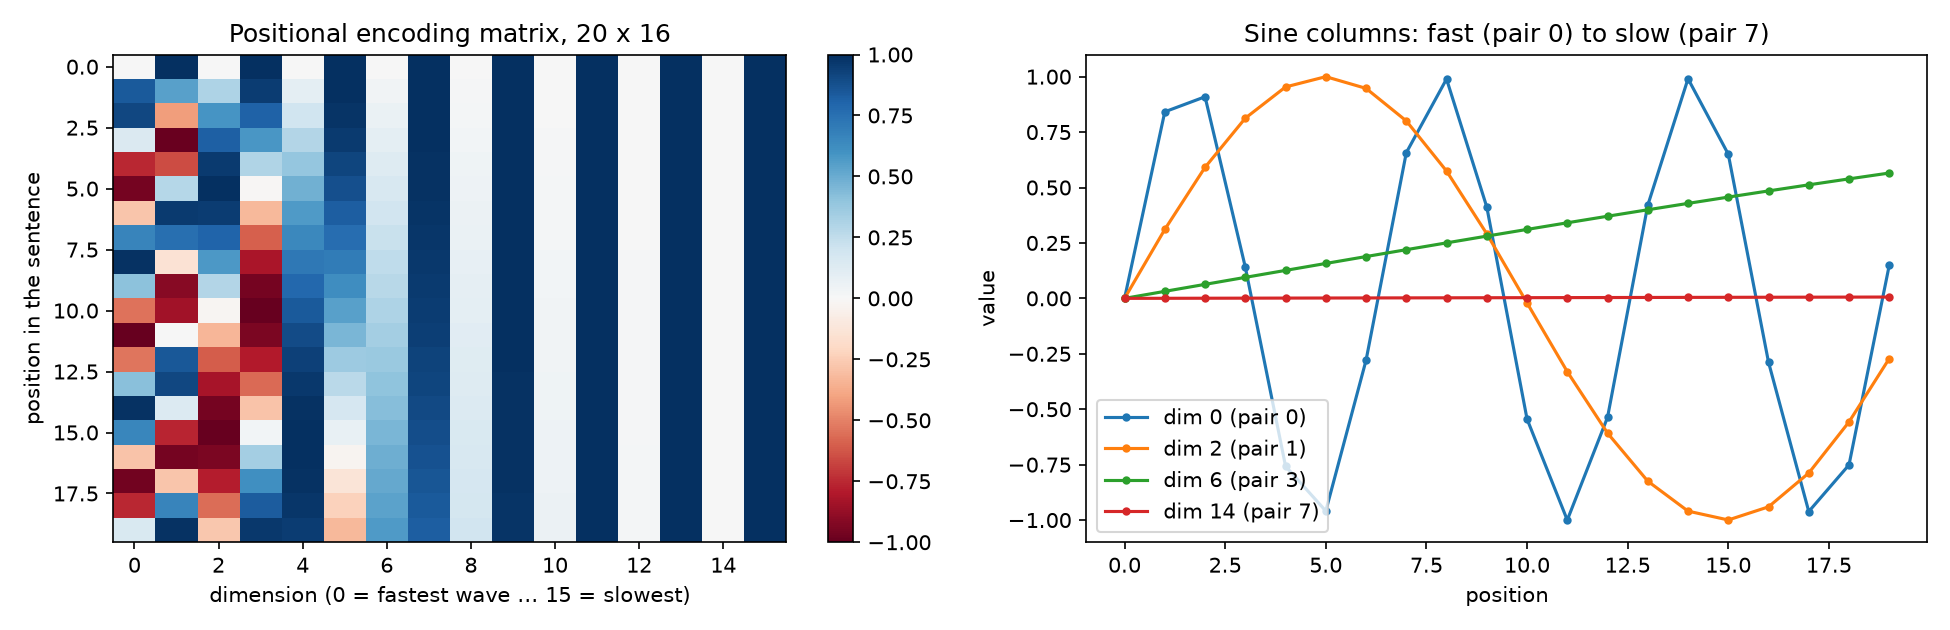 Positional encoding matrix, 20 x 16
0.0
2.5
5.0
7.5
10.0
12.5
15.0
17.5
position in the sentence
0 2 4 6 8 10 12 14
dimension (0 = fastest wave ... 15 = slowest)
1.00
0.75
0.50
0.25
0.00
−0.25
−0.50
−0.75
−1.00
Sine columns: fast (pair 0) to slow (pair 7)
1.00
0.75
0.50
0.25
0.00
−0.25
−0.50
−0.75
−1.00
value
dim 0 (pair 0)
dim 2 (pair 1)
dim 6 (pair 3)
dim 14 (pair 7)
0.0 2.5 5.0 7.5 10.0 12.5 15.0 17.5
position